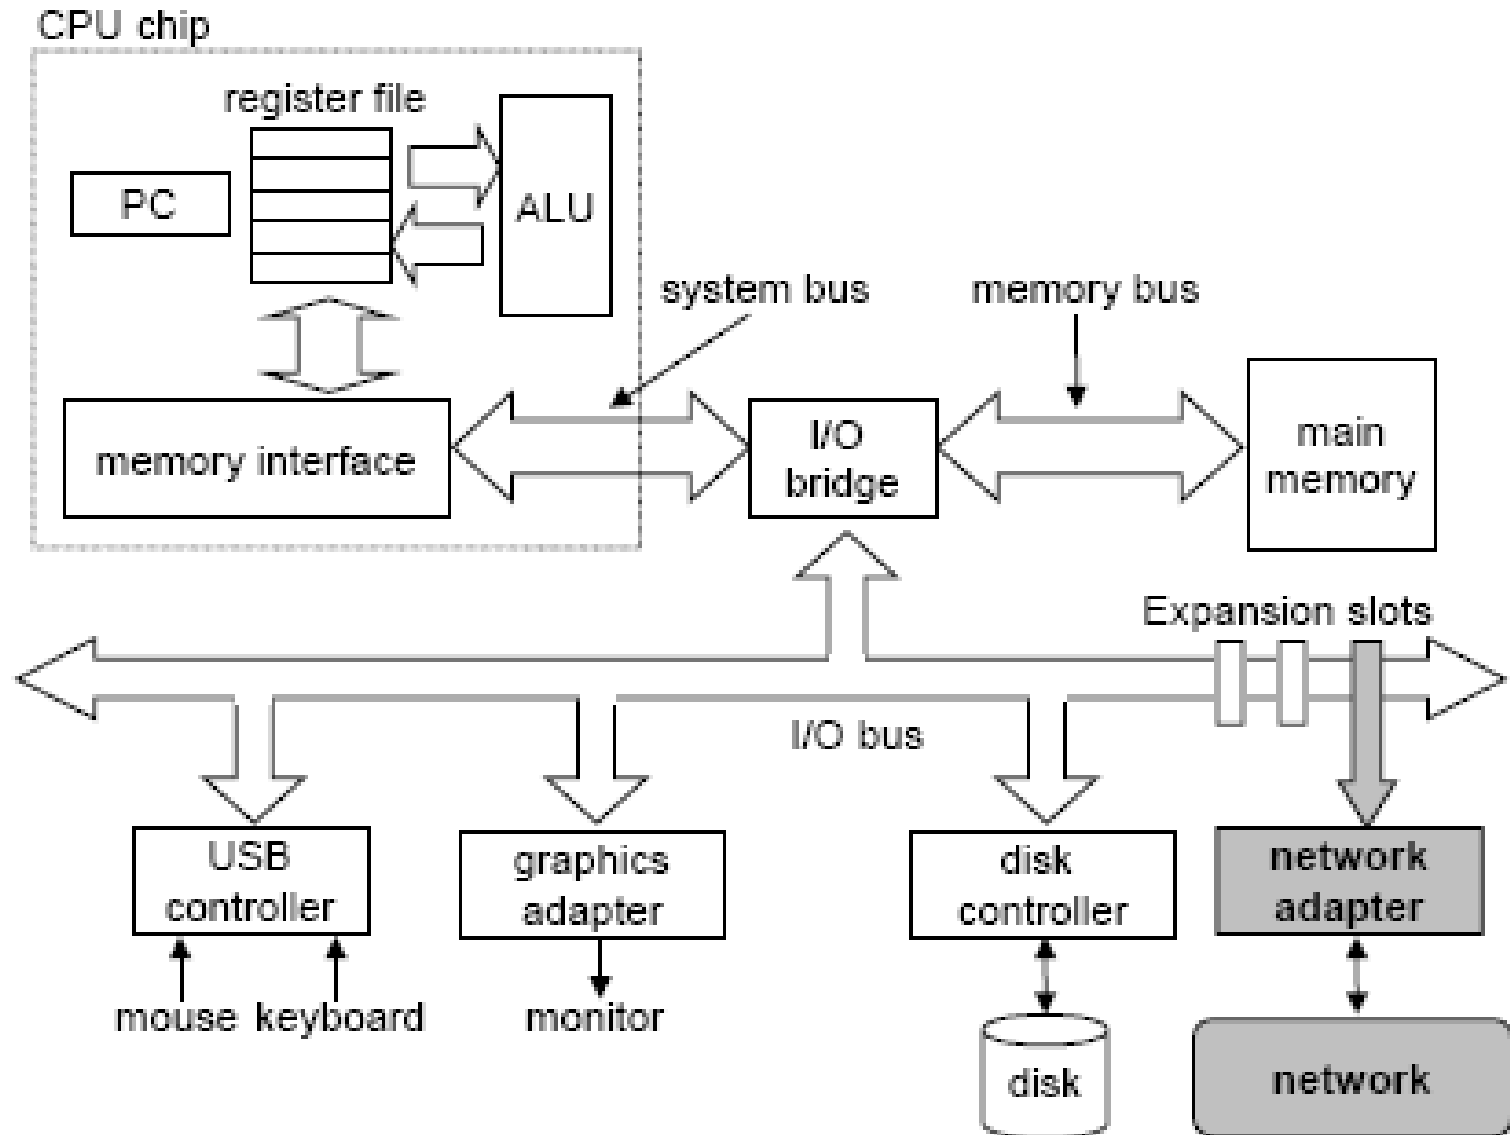 CPU chip
register file
PC
ALU
system bus
memory bus
memory interface
I/O
bridge
main
memory
Expansion slots
I/O bus
USB
controller
graphics
adapter
disk
controller
network
adapter
mouse keyboard
monitor
disk
network